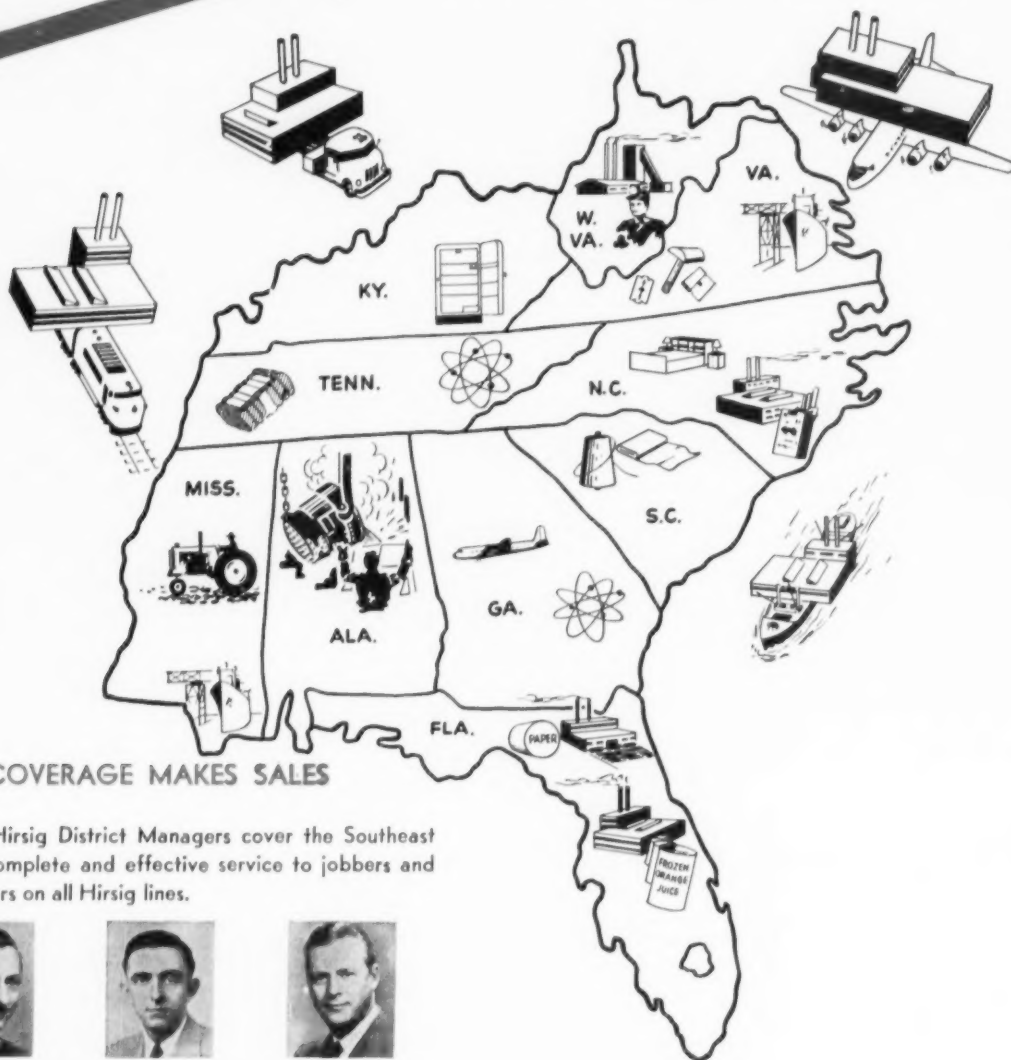 W.
VA.
VA.
KY.
TENN.
N.C.
MISS.
S.C.
ALA.
GA.
FLA.
PAPER
FROZEN
ORANGE
JUICE
COVERAGE MAKES SALES
Hirsig District Managers cover the Southeast
omplete and effective service to jobbers and
rs on all Hirsig lines.